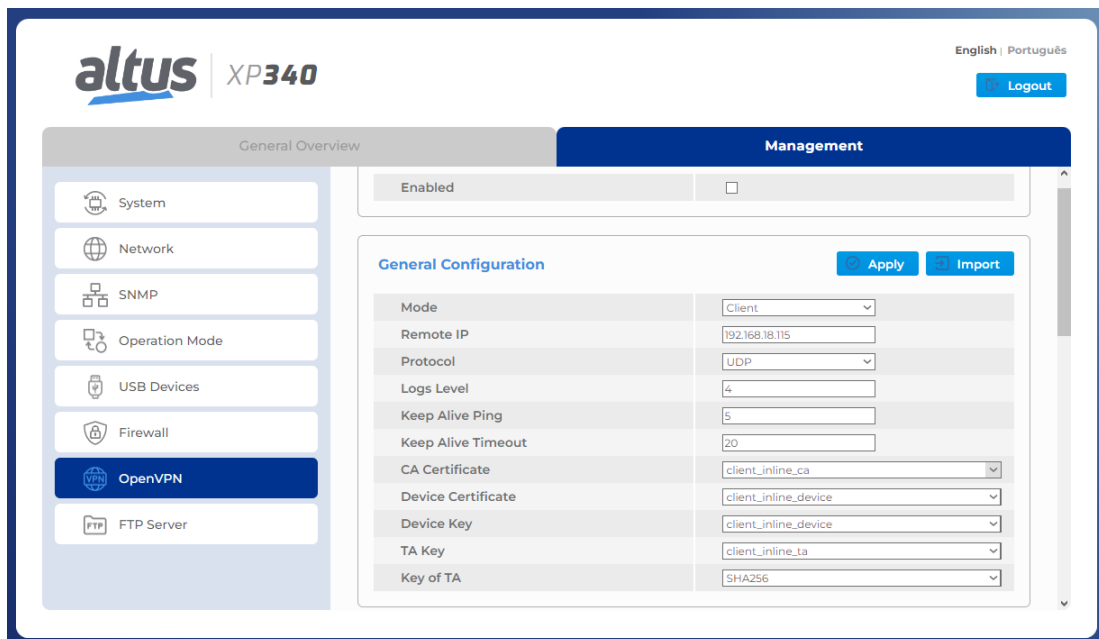 altus XP340
English | Português
Logout
General Overview
Management
System
Network
SNMP
Operation Mode
USB Devices
Firewall
VPN OpenVPN
FTP FTP Server
Enabled
General Configuration
Apply
Import
Mode Client
Remote IP 192.168.18.115
Protocol UDP
Logs Level 4
Keep Alive Ping 5
Keep Alive Timeout 20
CA Certificate client_inline_ca
Device Certificate client_inline_device
Device Key client_inline_device
TA Key client_inline_ta
Key of TA SHA256